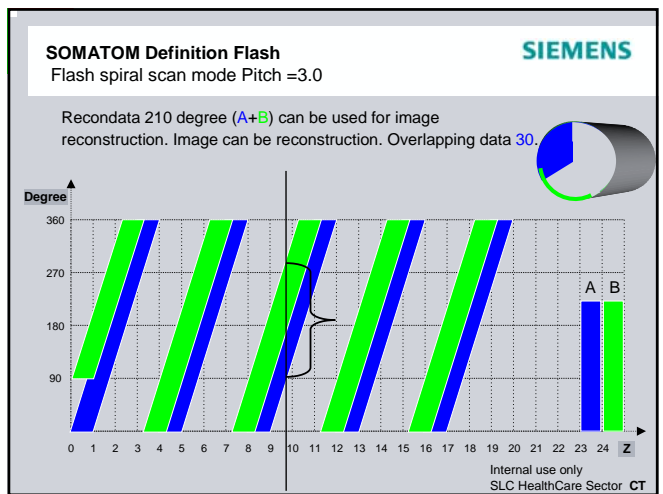 SOMATOM Definition Flash
SIEMENS
Flash spiral scan mode Pitch =3.0
Recondata 210 degree (A+B) can be used for image
reconstruction. Image can be reconstruction. Overlapping data 30.
Degree
360
270
A B
180
90
0 1 2 3 4 5 6 7 8 9 10 11 12 13 14 15 16 17 18 19 20 21 22 23 24 Z
Internal use only
SLC HealthCare Sector CT